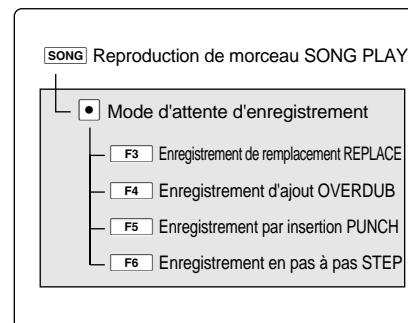 SONG Reproduction de morceau SONG PLAY
Mode d'attente d'enregistrement
F3 Enregistrement de remplacement REPLACE
F4 Enregistrement d'ajout OVERDUB
F5 Enregistrement par insertion PUNCH
F6 Enregistrement en pas à pas STEP